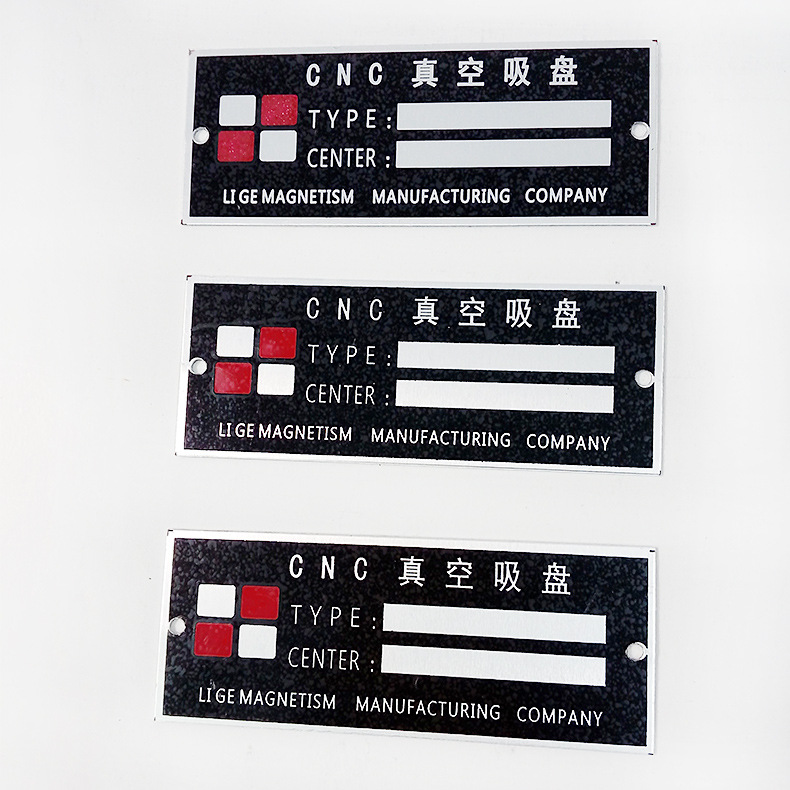 CNC 真空吸盘
TYPE:
CENTER:
LI GE MAGNETISM MANUFACTURING COMPANY
CNC 真空吸盘
TYPE:
CENTER:
LI GE MAGNETISM MANUFACTURING COMPANY
CNC 真空吸盘
TYPE:
CENTER:
LI GE MAGNETISM MANUFACTURING COMPANY